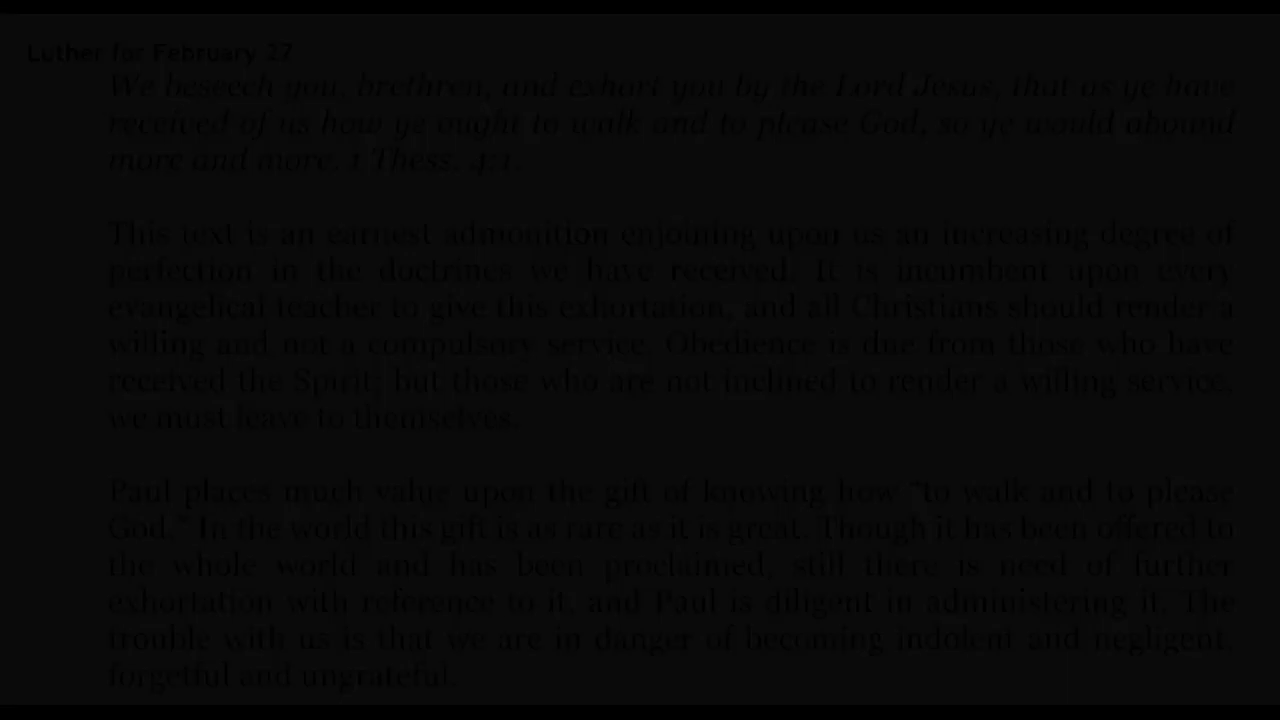 Luther for February 27
We beseech you, brethren, and exhort you by the Lord Jesus, that as ye have
received of us how ye ought to walk and to please God, so ye would abound
more and more. 1 Thess. 4:1.
This text is an earnest admonition enjoining upon us an increasing degree of
perfection in the doctrines we have received. It is incumbent upon every
evangelical teacher to give this exhortation, and all Christians should render a
willing and not a compulsory service. Obedience is due from those who have
received the Spirit; but those who are not inclined to render a willing service,
we must leave to themselves.
Paul places much value upon the gift of knowing how “to walk and to please
God.” In the world this gift is as rare as it is great. Though it has been offered to
the whole world and has been proclaimed, still there is need of further
exhortation with reference to it, and Paul is diligent in administering it. The
trouble with us is that we are in danger of becoming indolent and negligent,
forgetful and ungrateful.